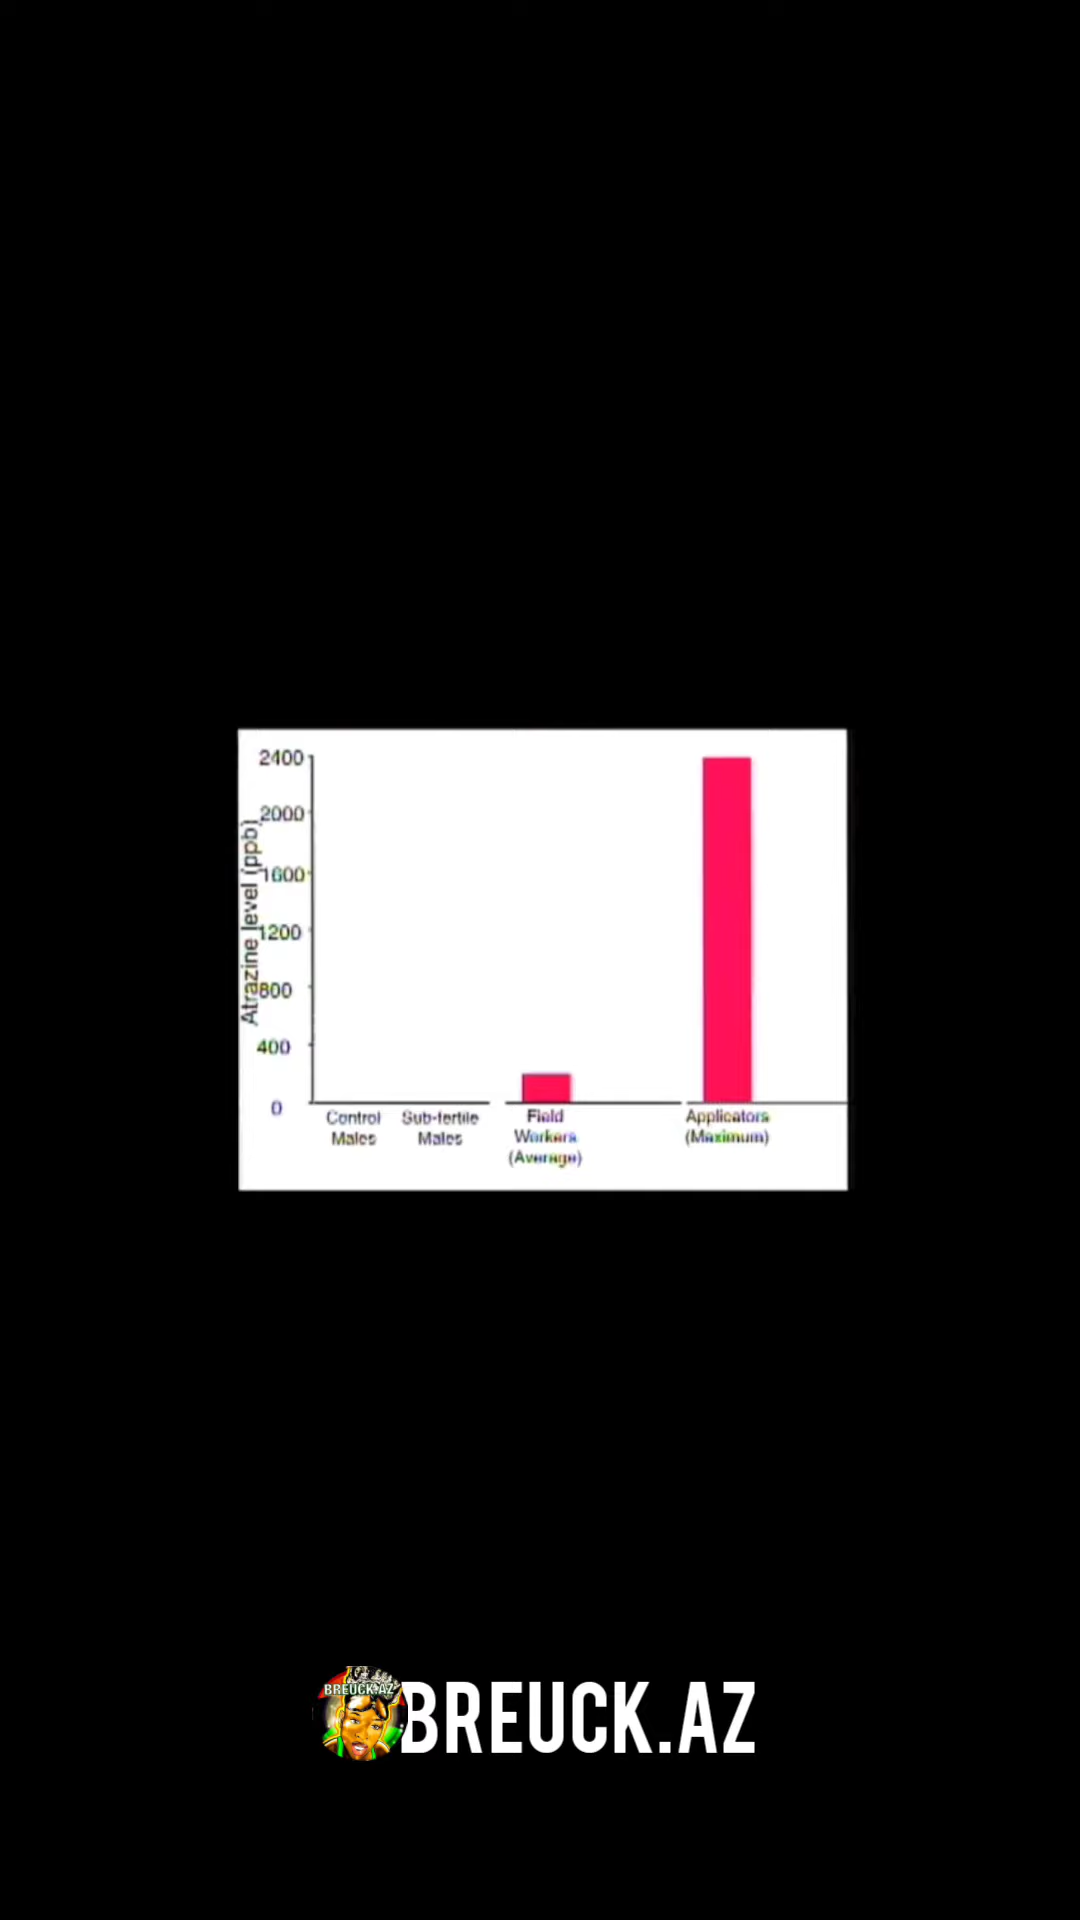 2400
2000
1600
1200
800
400
0
Atrazine level (ppb)
Control
Males
Sub-fertile
Males
Field
Workers
(Average)
Applicators
(Maximum)
BREUCK.AZ
BREUCK.AZ